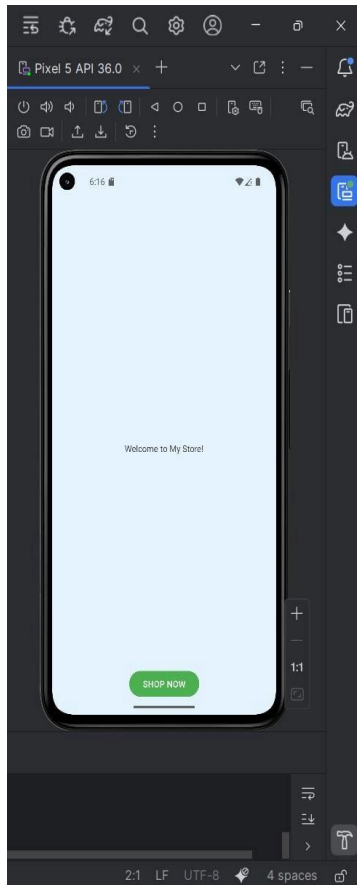 Pixel 5 API 36.0
6:16
Welcome to My Store!
SHOP NOW
1:1
2:1 LF UTF-8 4 spaces